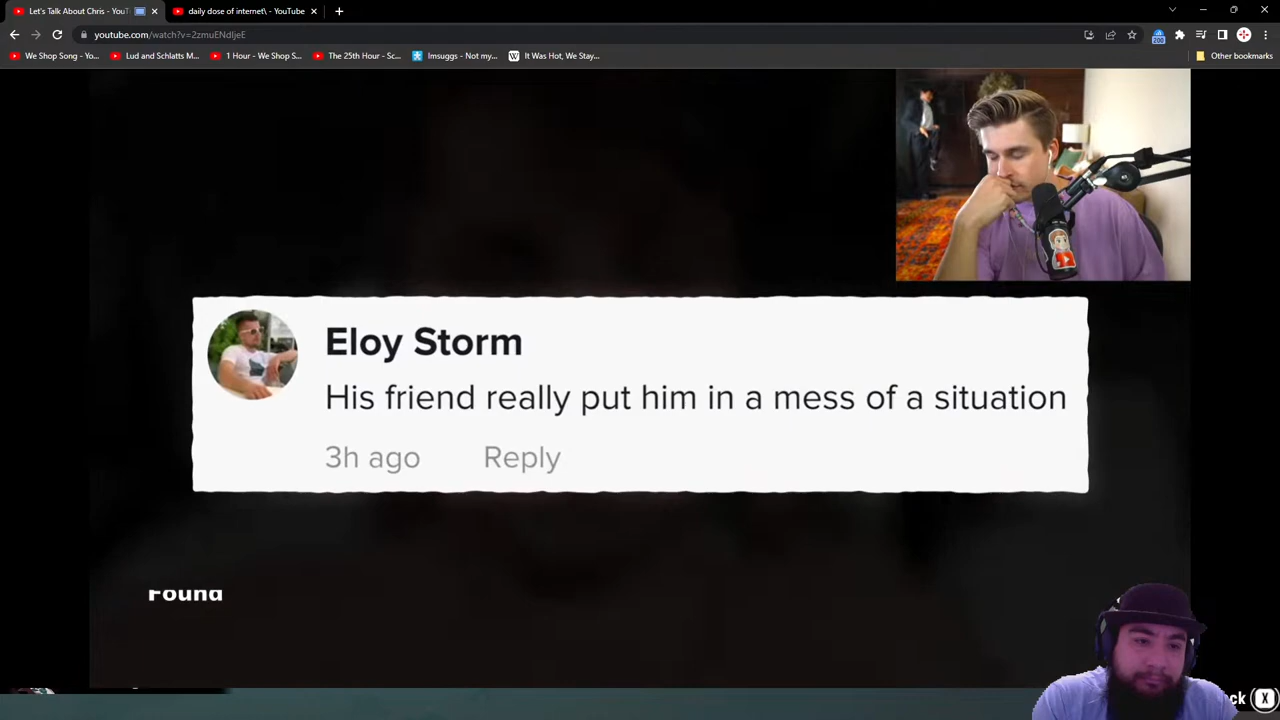 Let's Talk About Chris - YouT
daily dose of internet\ - YouTube
youtube.com/watch?v=2zmuENdIjeE
200
We Shop Song - Yo...
Lud and Schlatts M...
1 Hour - We Shop S...
The 25th Hour - Sc...
Imsuggs - Not my...
W
It Was Hot, We Stay...
Other bookmarks
Eloy Storm
His friend really put him in a mess of a situation
3h ago
Reply
Found
ck
X